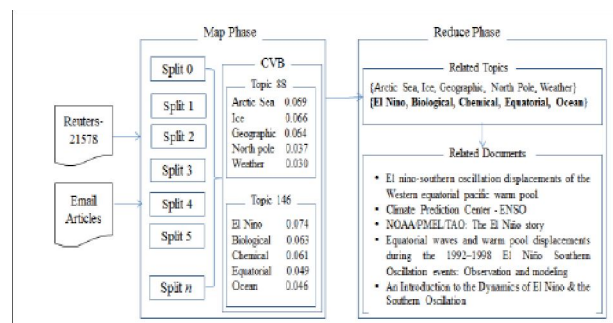 Map Phase
Reduce Phase
Reuters-
21578
Email
Articles
Split 0
Split 1
Split 2
Split 3
Split 4
Split 5
Split n
CVB
Topic 88
Arctic Sea 0.069
Ice 0.066
Geographic 0.064
North pole 0.037
Weather 0.030
Topic 146
El Nino 0.074
Biological 0.063
Chemical 0.061
Equatorial 0.049
Ocean 0.046
Related Topics
{Arctic Sea, Ice, Geographic, North Pole, Weather}
{El Nino, Biological, Chemical, Equatorial, Ocean}
Related Documents
• El nino-southern oscillation displacements of the
Western equatorial pacific warm pool
• Climate Prediction Center - ENSO
• NOAA/PMEL/TAO: The El Niño story
• Equatorial waves and warm pool displacements
during the 1992-1998 El Niño Southern
Oscillation events: Observation and modeling
• An Introduction to the Dynamics of El Nino & the
Southern Oscillation